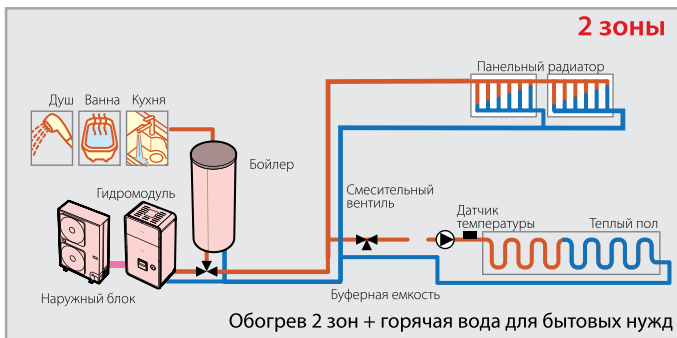 2 зоны
Панельный радиатор
Душ Ванна Кухня
Бойлер
Гидромодуль
Смесительный
вентиль
Датчик
температуры
Теплый пол
Наружный блок
Буферная емкость
Обогрев 2 зон + горячая вода для бытовых нужд